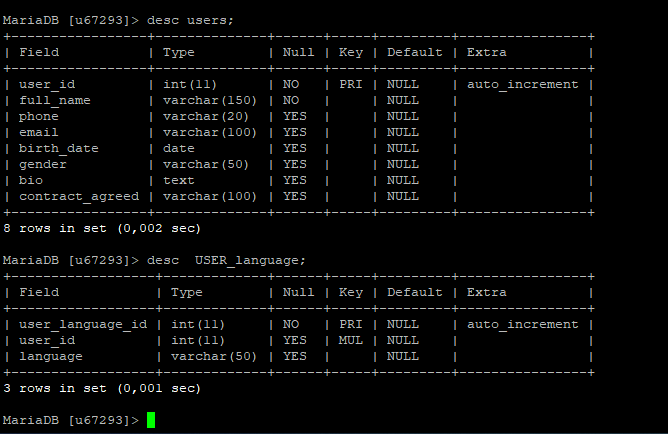 MariaDB [u67293]> desc users;
+-----------------+--------------+------+-----+---------+----------------+
| Field           | Type         | Null | Key | Default | Extra          |
+-----------------+--------------+------+-----+---------+----------------+
| user_id         | int(11)      | NO   | PRI | NULL    | auto_increment |
| full_name       | varchar(150) | NO   |     | NULL    |                |
| phone           | varchar(20)  | YES  |     | NULL    |                |
| email           | varchar(100) | YES  |     | NULL    |                |
| birth_date      | date         | YES  |     | NULL    |                |
| gender          | varchar(50)  | YES  |     | NULL    |                |
| bio             | text         | YES  |     | NULL    |                |
| contract_agreed | varchar(100) | YES  |     | NULL    |                |
+-----------------+--------------+------+-----+---------+----------------+
8 rows in set (0,002 sec)
MariaDB [u67293]> desc  USER_language;
+------------------+-------------+------+-----+---------+----------------+
| Field            | Type        | Null | Key | Default | Extra          |
+------------------+-------------+------+-----+---------+----------------+
| user_language_id | int(11)     | NO   | PRI | NULL    | auto_increment |
| user_id          | int(11)     | YES  | MUL | NULL    |                |
| language         | varchar(50) | YES  |     | NULL    |                |
+------------------+-------------+------+-----+---------+----------------+
3 rows in set (0,001 sec)
MariaDB [u67293]>